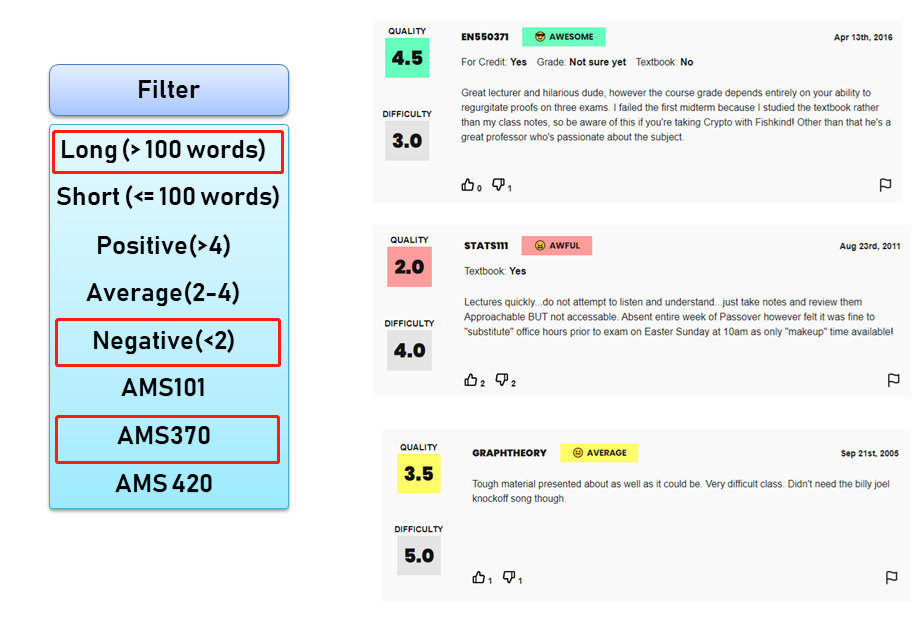 Filter
Long (> 100 words)
Short (<= 100 words)
Positive(>4)
Average(2-4)
Negative(<2)
AMS101
AMS370
AMS 420
QUALITY
4.5
DIFFICULTY
3.0
EN550371 AWESOME Apr 13th, 2016
For Credit: Yes Grade: Not sure yet Textbook: No
Great lecturer and hilarious dude, however the course grade depends entirely on your ability to
regurgitate proofs on three exams. I failed the first midterm because I studied the textbook rather
than my class notes, so be aware of this if you're taking Crypto with Fishkind! Other than that he's a
great professor who's passionate about the subject.
0 1
QUALITY
2.0
DIFFICULTY
4.0
STATS111 AWFUL Aug 23rd, 2011
Textbook: Yes
Lectures quickly...do not attempt to listen and understand...just take notes and review them
Approachable BUT not accessable. Absent entire week of Passover however felt it was fine to
"substitute" office hours prior to exam on Easter Sunday at 10am as only "makeup" time available!
2 2
QUALITY
3.5
DIFFICULTY
5.0
GRAPHTHEORY AVERAGE Sep 21st, 2005
Tough material presented about as well as it could be. Very difficult class. Didn't need the billy joel
knockoff song though.
1 1